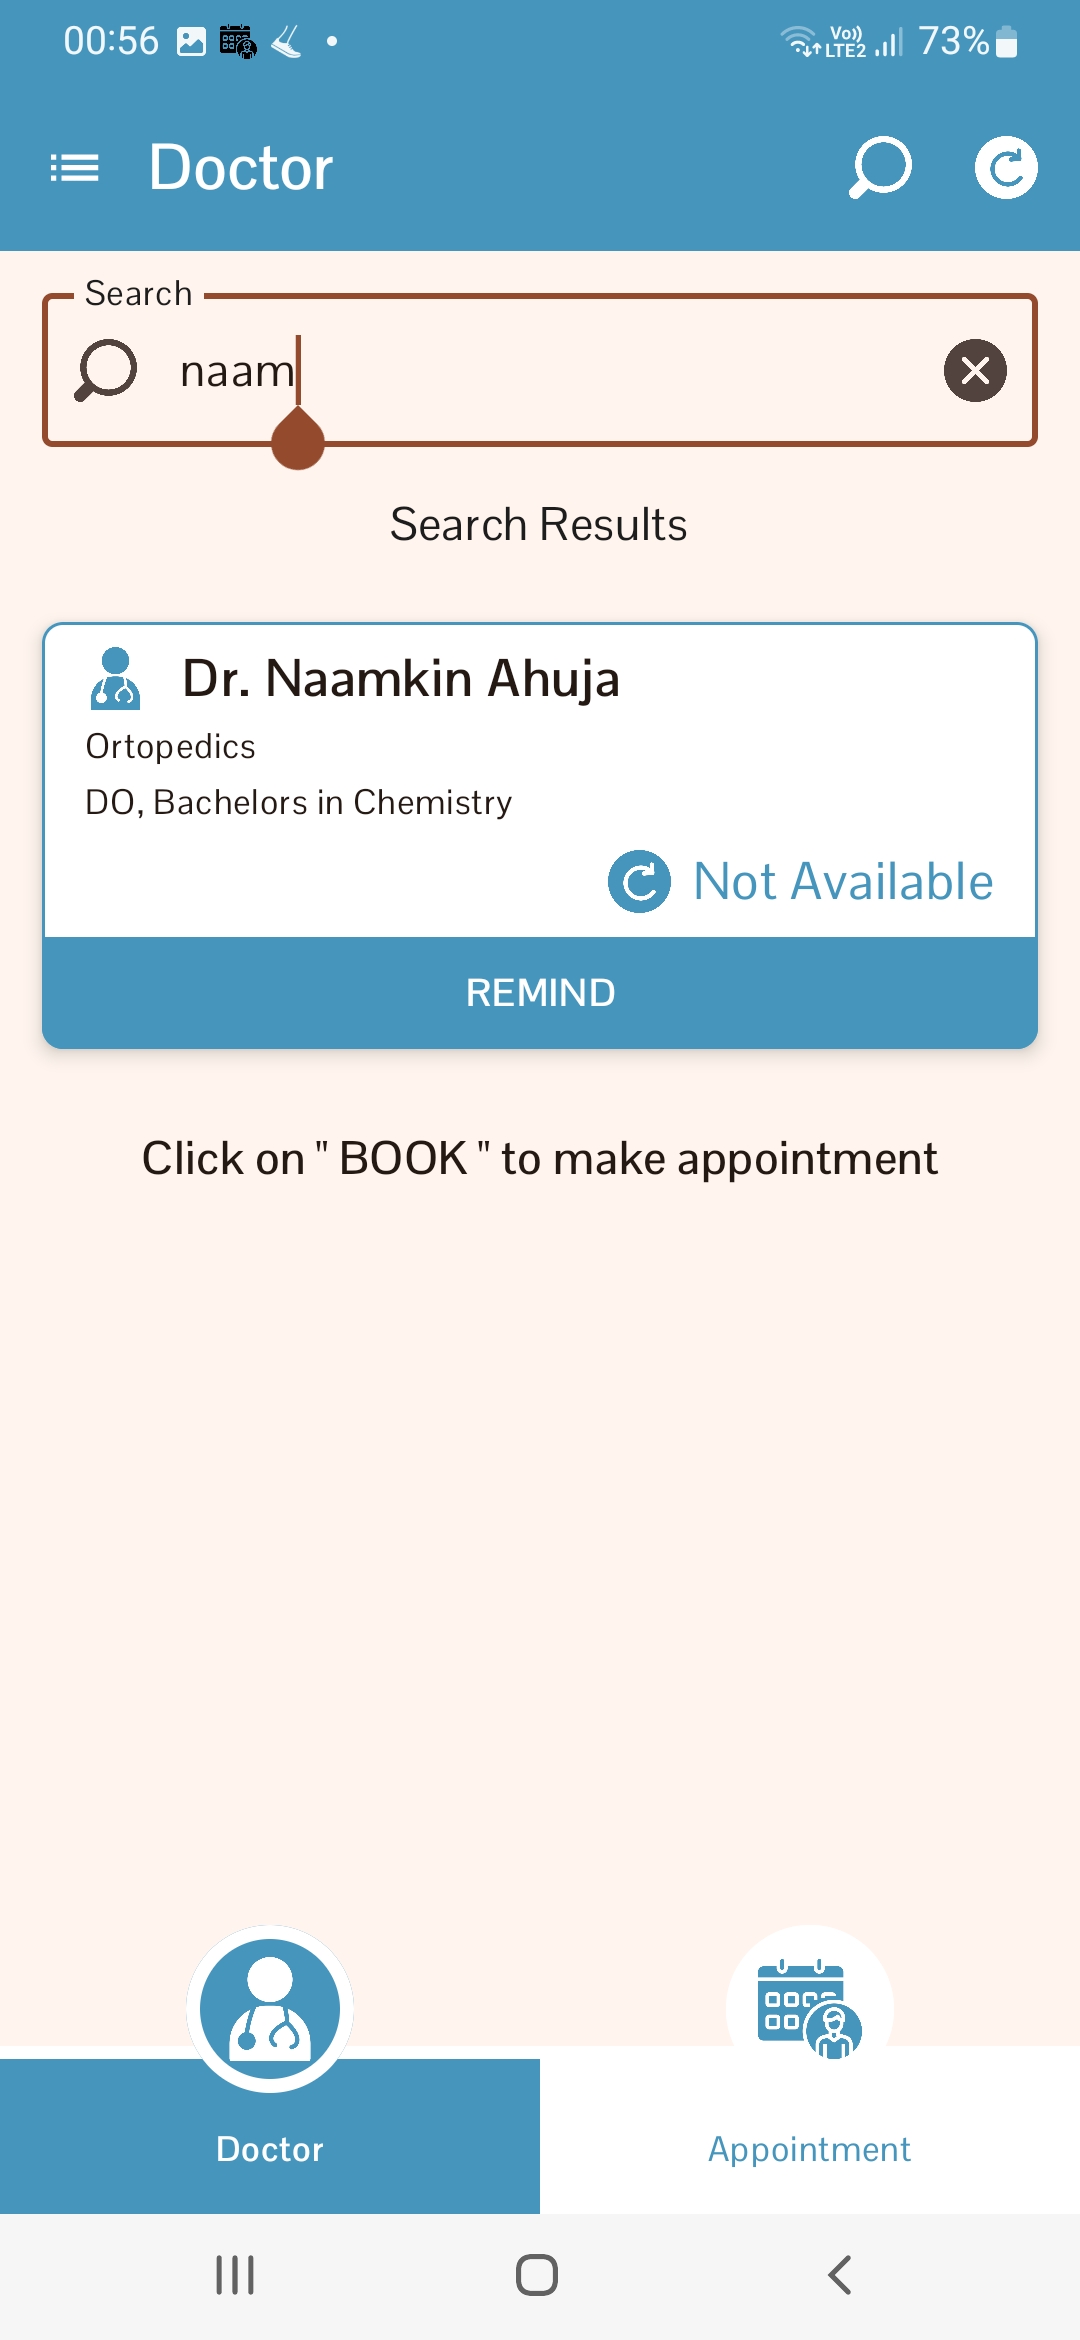 00:56
Vo)) LTE2 73%
Doctor
Search
naam
Search Results
Dr. Naamkin Ahuja
Ortopedics
DO, Bachelors in Chemistry
Not Available
REMIND
Click on " BOOK " to make appointment
Doctor
Appointment